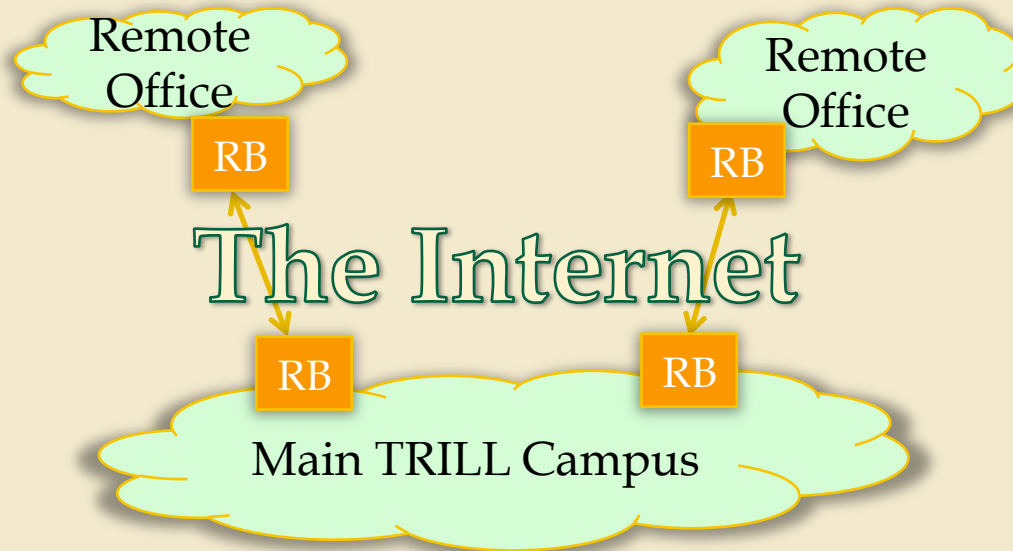 Remote
Office
Remote
Office
RB
RB
The Internet
RB
RB
Main TRILL Campus